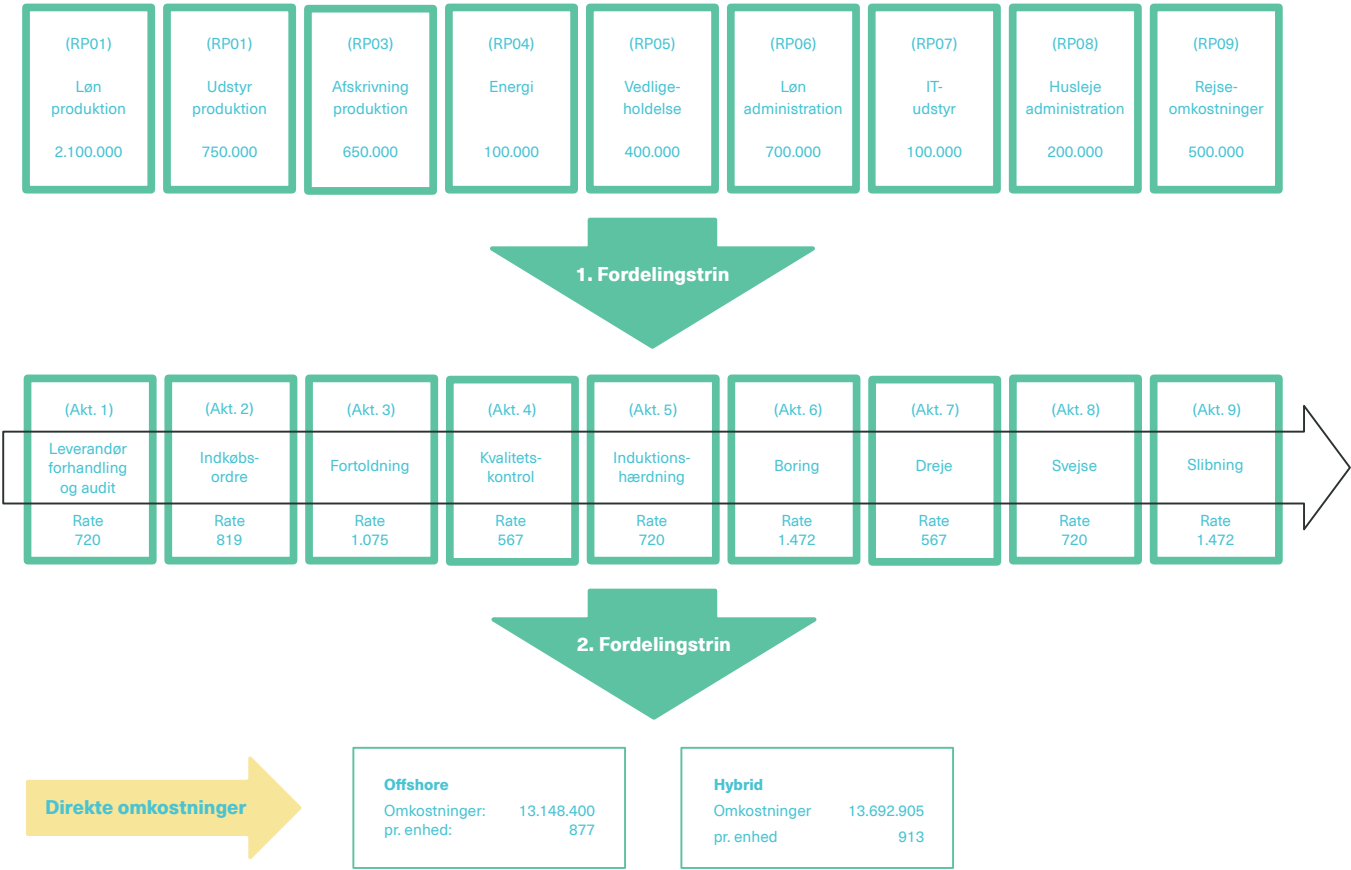 (RP01)
Løn
produktion
2.100.000
(RP01)
Udstyr
produktion
750.000
(RP03)
Afskrivning
produktion
650.000
(RP04)
Energi
100.000
(RP05)
Vedlige-
holdelse
400.000
(RP06)
Løn
administration
700.000
(RP07)
IT-
udstyr
100.000
(RP08)
Husleje
administration
200.000
(RP09)
Rejse-
omkostninger
500.000
1. Fordelingstrin
(Akt. 1)
Leverandør
forhandling
og audit
Rate
720
(Akt. 2)
Indkøbs-
ordre
Rate
819
(Akt. 3)
Fortoldning
Rate
1.075
(Akt. 4)
Kvalitets-
kontrol
Rate
567
(Akt. 5)
Induktions-
hærdning
Rate
720
(Akt. 6)
Boring
Rate
1.472
(Akt. 7)
Dreje
Rate
567
(Akt. 8)
Svejse
Rate
720
(Akt. 9)
Slibning
Rate
1.472
2. Fordelingstrin
Direkte omkostninger
Offshore
Omkostninger: 13.148.400
pr. enhed: 877
Hybrid
Omkostninger 13.692.905
pr. enhed 913